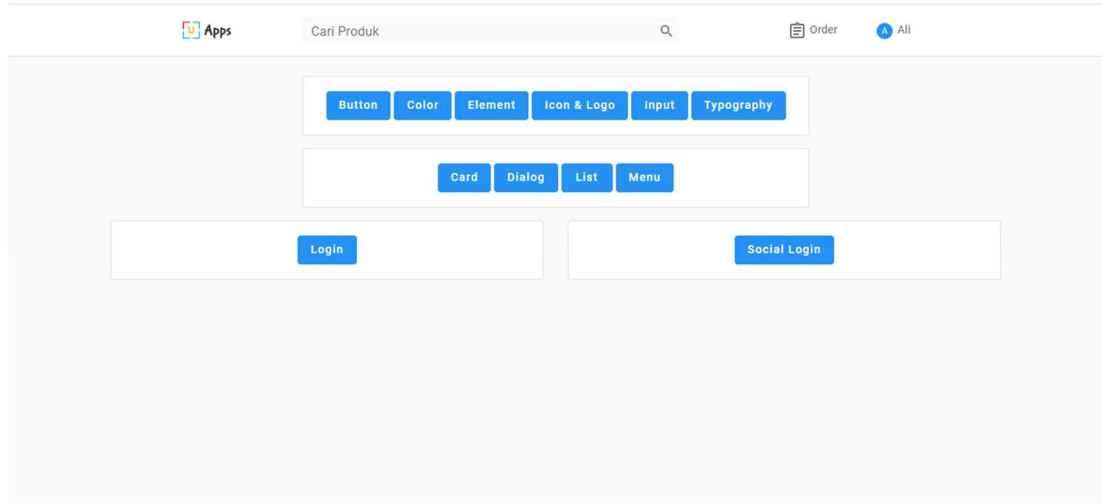 U Apps
Cari Produk
Order
A Ali
Button Color Element Icon & Logo Input Typography
Card Dialog List Menu
Login
Social Login